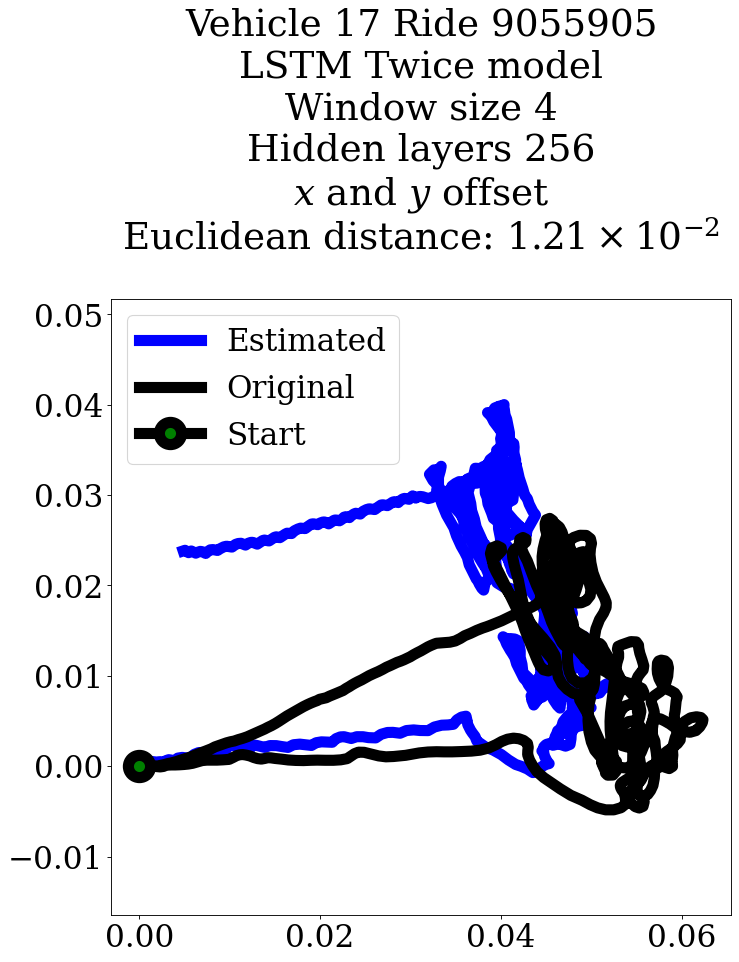 Vehicle 17 Ride 9055905
LSTM Twice model
Window size 4
Hidden layers 256
x and y offset
Euclidean distance: 1.21 × 10⁻²
0.05
0.04
0.03
0.02
0.01
0.00
−0.01
Estimated
Original
Start
0.00 0.02 0.04 0.06